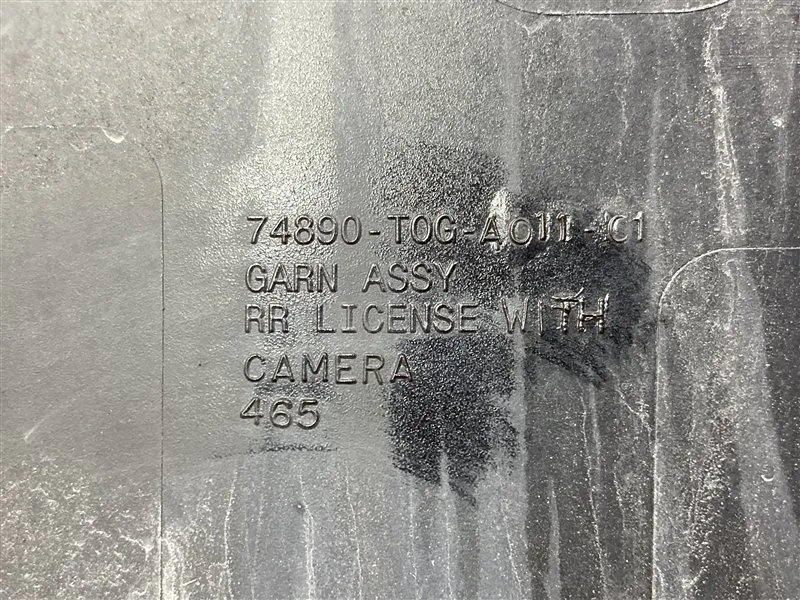 74890-T0G-A011-C1
GARN ASSY
RR LICENSE WITH
CAMERA
465